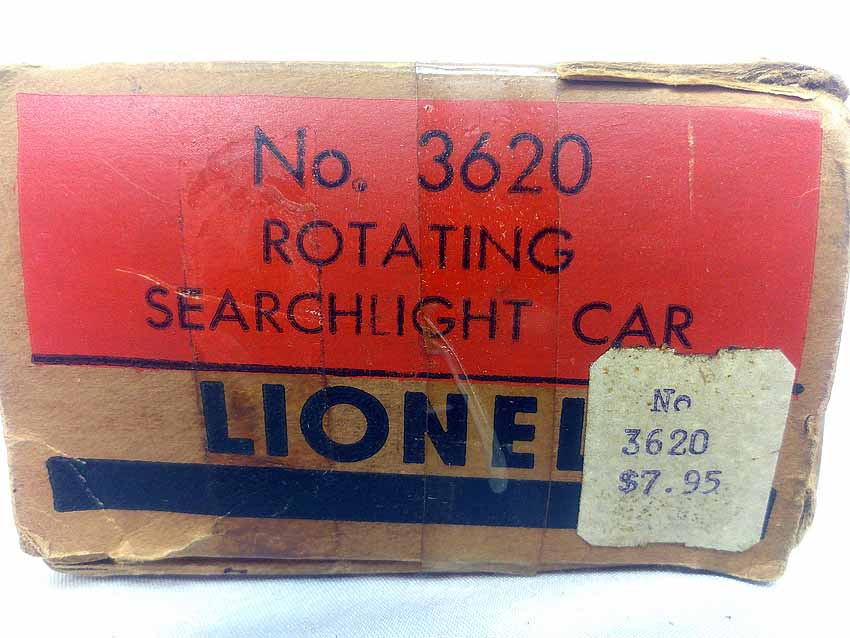 No. 3620
ROTATING
SEARCHLIGHT CAR
LIONEL
No
3620
$7.95